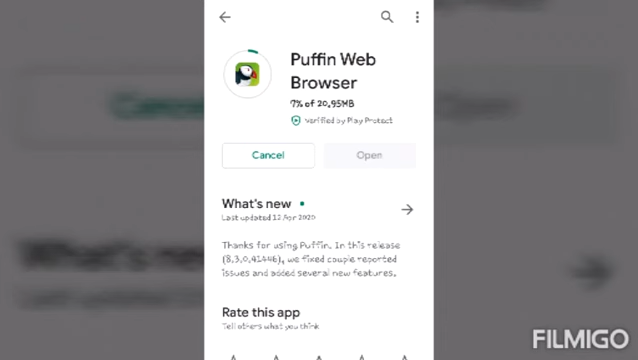 Puffin Web
Browser
7% of 20.95MB
Verified by Play Protect
Cancel
Open
What's new
Last updated 12 Apr 2020
Thanks for using Puffin. In this release
(8.3.0.41446), we fixed couple reported
issues and added several new features.
Rate this app
Tell others what you think
FILMIGO